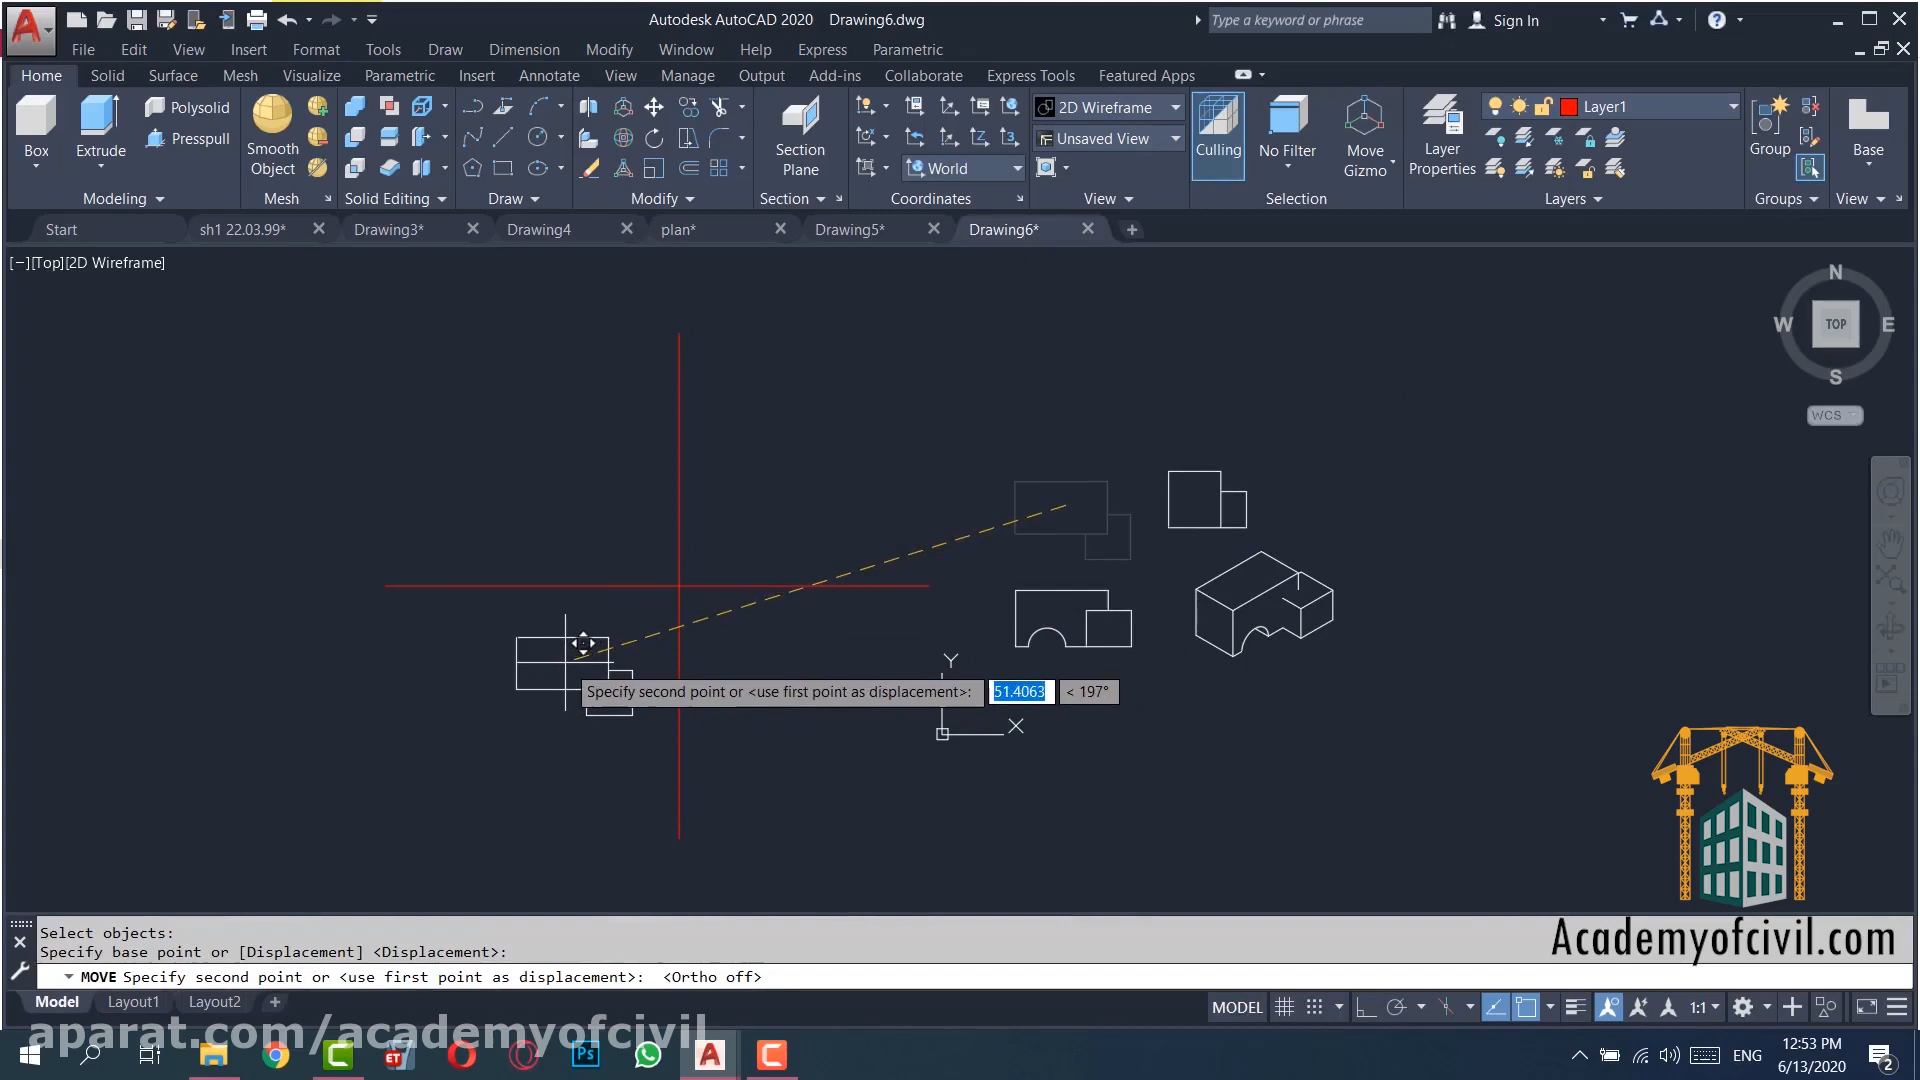 Autodesk AutoCAD 2020 Drawing6.dwg
Type a keyword or phrase
Sign In
File Edit View Insert Format Tools Draw Dimension Modify Window Help Express Parametric
Home Solid Surface Mesh Visualize Parametric Insert Annotate View Manage Output Add-ins Collaborate Express Tools Featured Apps
Box
Extrude
Polysolid
Presspull
Smooth
Object
Section
Plane
2D Wireframe
Unsaved View
World
Culling
No Filter
Move
Gizmo
Layer
Properties
Layer1
Group
Base
Modeling Mesh Solid Editing Draw Modify Section Coordinates View Selection Layers Groups View
Start sh1 22.03.99* Drawing3* Drawing4 plan* Drawing5* Drawing6*
[−][Top][2D Wireframe]
N
W TOP E
S
WCS
Y
Specify second point or <use first point as displacement>: 51.4063 < 197°
X
Academyofcivil.com
Select objects:
Specify base point or [Displacement] <Displacement>:
MOVE Specify second point or <use first point as displacement>: <Ortho off>
Model Layout1 Layout2
MODEL 1:1
aparat.com/academyofcivil
ET
Ps
ENG
12:53 PM
6/13/2020
2